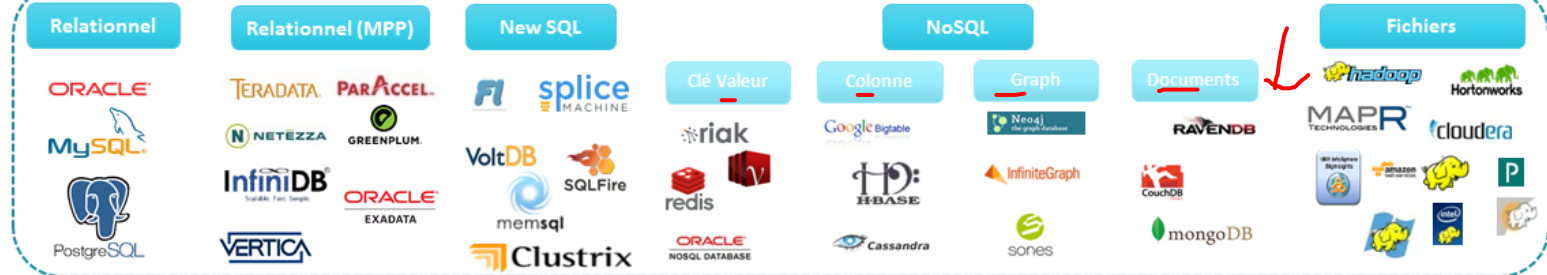 Relationnel
Relationnel (MPP)
New SQL
NoSQL
Fichiers
Clé Valeur
Colonne
Graph
Documents
ORACLE
MySQL
PostgreSQL
TERADATA
PARACCEL
NETEZZA
GREENPLUM
InfiniDB
Scalable. Fast. Simple.
ORACLE
EXADATA
VERTICA
splice
MACHINE
VoltDB
SQLFire
memsql
Clustrix
riak
redis
ORACLE
NOSQL DATABASE
Google Bigtable
H·BASE
Cassandra
Neo4j
the graph database
InfiniteGraph
sones
RAVENDB
CouchDB
mongoDB
hadoop
Hortonworks
MAPR
TECHNOLOGIES
cloudera
IBM InfoSphere
BigInsights
amazon
web services
P
intel